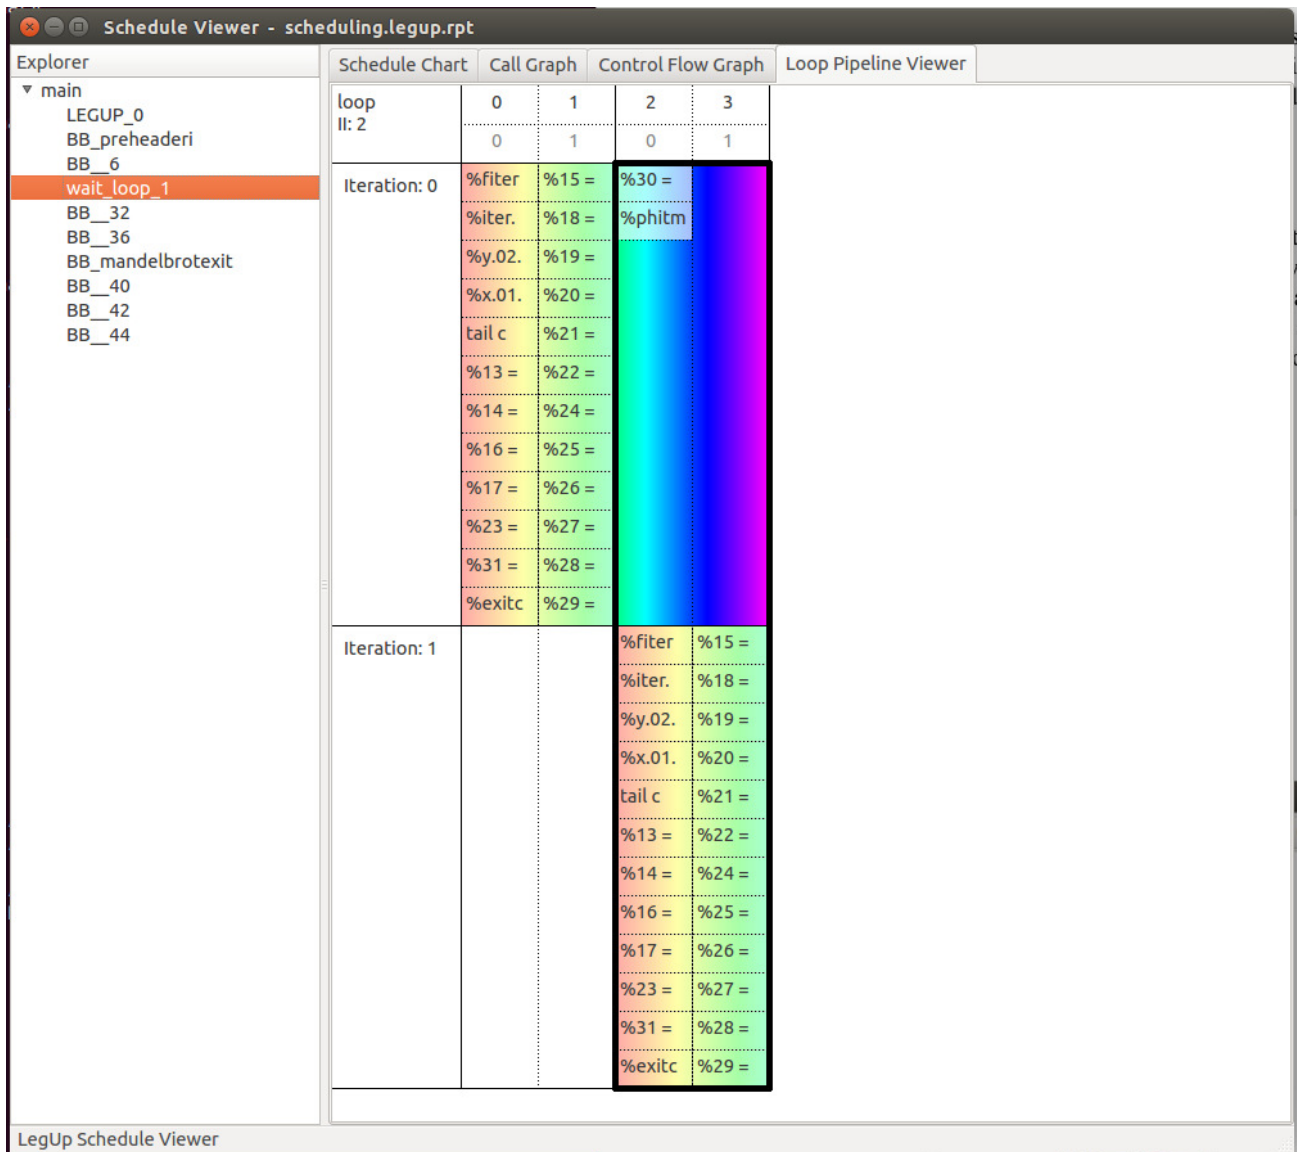 Schedule Viewer - scheduling.legup.rpt
Explorer
Schedule Chart Call Graph Control Flow Graph Loop Pipeline Viewer
main
LEGUP_0
BB_preheaderi
BB__6
wait_loop_1
BB__32
BB__36
BB_mandelbrotexit
BB__40
BB__42
BB__44
loop 0 1 2 3
II: 2
0 1 0 1
Iteration: 0
%fiter %15 = %30 =
%iter. %18 = %phitm
%y.02. %19 =
%x.01. %20 =
tail c %21 =
%13 = %22 =
%14 = %24 =
%16 = %25 =
%17 = %26 =
%23 = %27 =
%31 = %28 =
%exitc %29 =
Iteration: 1
%fiter %15 =
%iter. %18 =
%y.02. %19 =
%x.01. %20 =
tail c %21 =
%13 = %22 =
%14 = %24 =
%16 = %25 =
%17 = %26 =
%23 = %27 =
%31 = %28 =
%exitc %29 =
LegUp Schedule Viewer